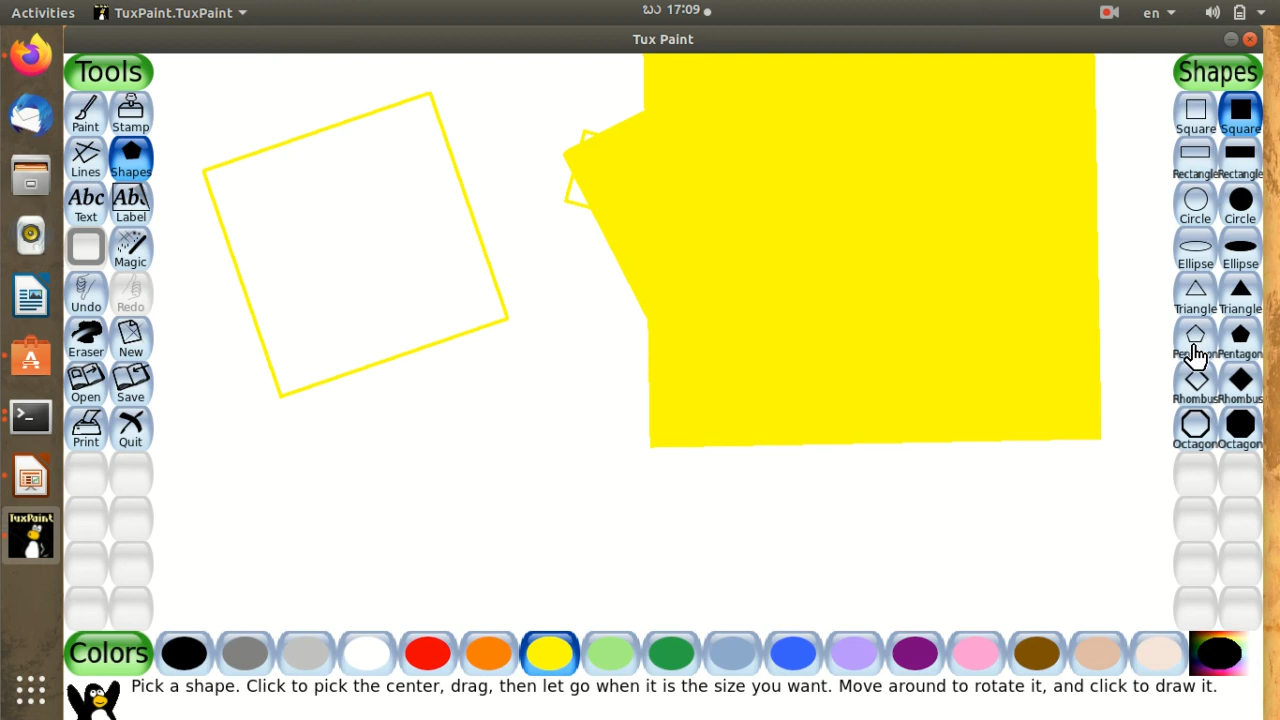 Activities TuxPaint.TuxPaint 17:09 en
Tux Paint
Tools Shapes
Paint Stamp Square Square
Lines Shapes Rectangle Rectangle
Abc Abc
Text Label Circle Circle
Magic Ellipse Ellipse
Undo Redo Triangle Triangle
Eraser New Pentagon
Open Save Rhombus Rhombus
Print Quit Octagon Octagon
TuxPaint
Colors
Pick a shape. Click to pick the center, drag, then let go when it is the size you want. Move around to rotate it, and click to draw it.